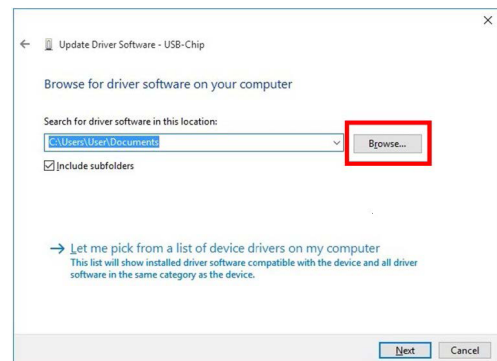 Update Driver Software - USB-Chip
Browse for driver software on your computer
Search for driver software in this location:
C:\Users\User\Documents
Browse...
Include subfolders
Let me pick from a list of device drivers on my computer
This list will show installed driver software compatible with the device and all driver
software in the same category as the device.
Next Cancel